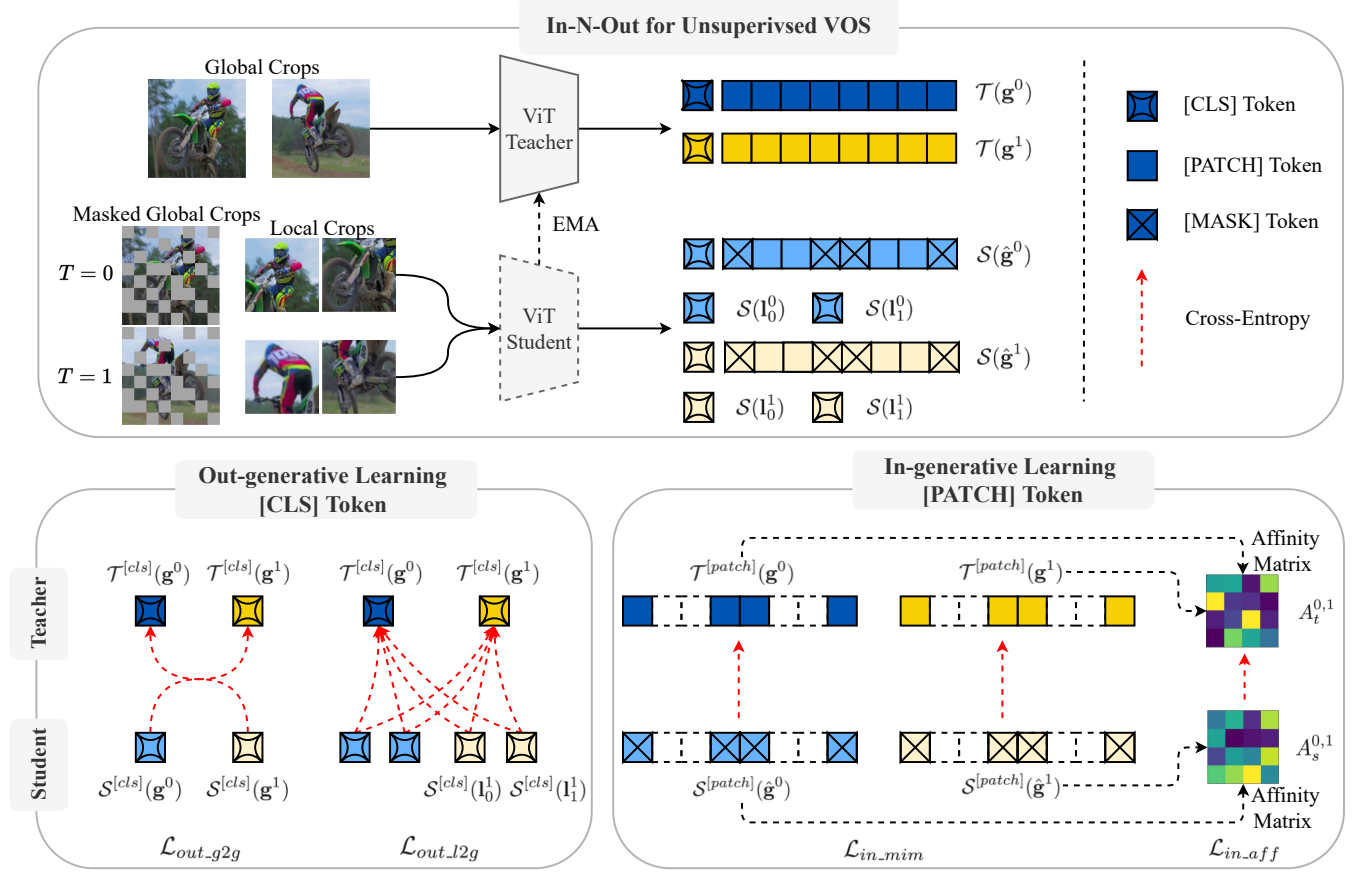 In-N-Out for Unsuperivsed VOS
Global Crops
ViT
Teacher
𝒯(g⁰)
𝒯(g¹)
[CLS] Token
[PATCH] Token
[MASK] Token
Cross-Entropy
EMA
Masked Global Crops
Local Crops
T = 0
T = 1
ViT
Student
𝒮(ĝ⁰)
𝒮(l₀⁰) 𝒮(l₁⁰)
𝒮(ĝ¹)
𝒮(l₀¹) 𝒮(l₁¹)
Out-generative Learning
[CLS] Token
Teacher
Student
𝒯^[cls](g⁰) 𝒯^[cls](g¹) 𝒯^[cls](g⁰) 𝒯^[cls](g¹)
𝒮^[cls](g⁰) 𝒮^[cls](g¹) 𝒮^[cls](l₀¹) 𝒮^[cls](l₁¹)
ℒ_out_g2g ℒ_out_l2g
In-generative Learning
[PATCH] Token
𝒯^[patch](g⁰) 𝒯^[patch](g¹)
Affinity
Matrix
A_t^0,1
A_s^0,1
𝒮^[patch](ĝ⁰) 𝒮^[patch](ĝ¹)
Affinity
Matrix
ℒ_in_mim ℒ_in_aff